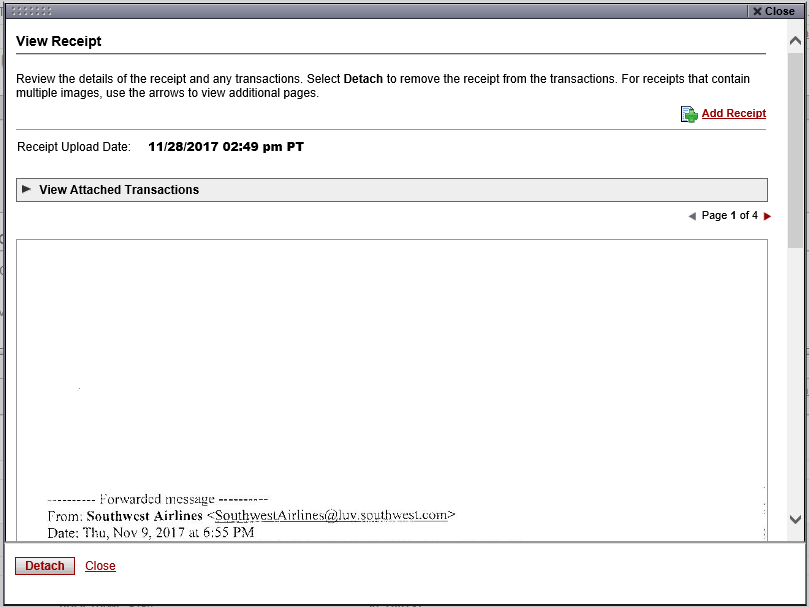 Close
View Receipt
Review the details of the receipt and any transactions. Select Detach to remove the receipt from the transactions. For receipts that contain
multiple images, use the arrows to view additional pages.
Add Receipt
Receipt Upload Date: 11/28/2017 02:49 pm PT
View Attached Transactions
Page 1 of 4
---------- Forwarded message ----------
From: Southwest Airlines <SouthwestAirlines@luv.southwest.com>
Date: Thu, Nov 9, 2017 at 6:55 PM
Detach Close